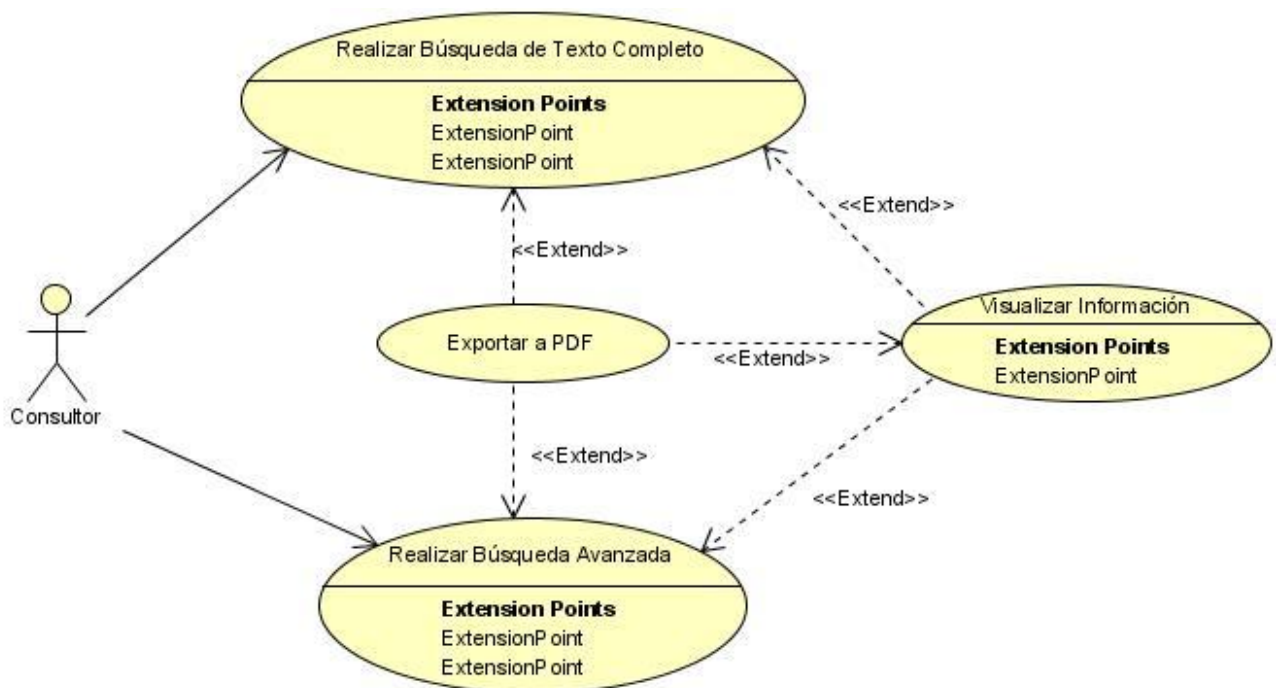 Realizar Búsqueda de Texto Completo
Extension Points
ExtensionPoint
ExtensionPoint
<<Extend>>
<<Extend>>
Visualizar Información
Extension Points
ExtensionPoint
Exportar a PDF
<<Extend>>
Consultor
<<Extend>>
<<Extend>>
Realizar Búsqueda Avanzada
Extension Points
ExtensionPoint
ExtensionPoint